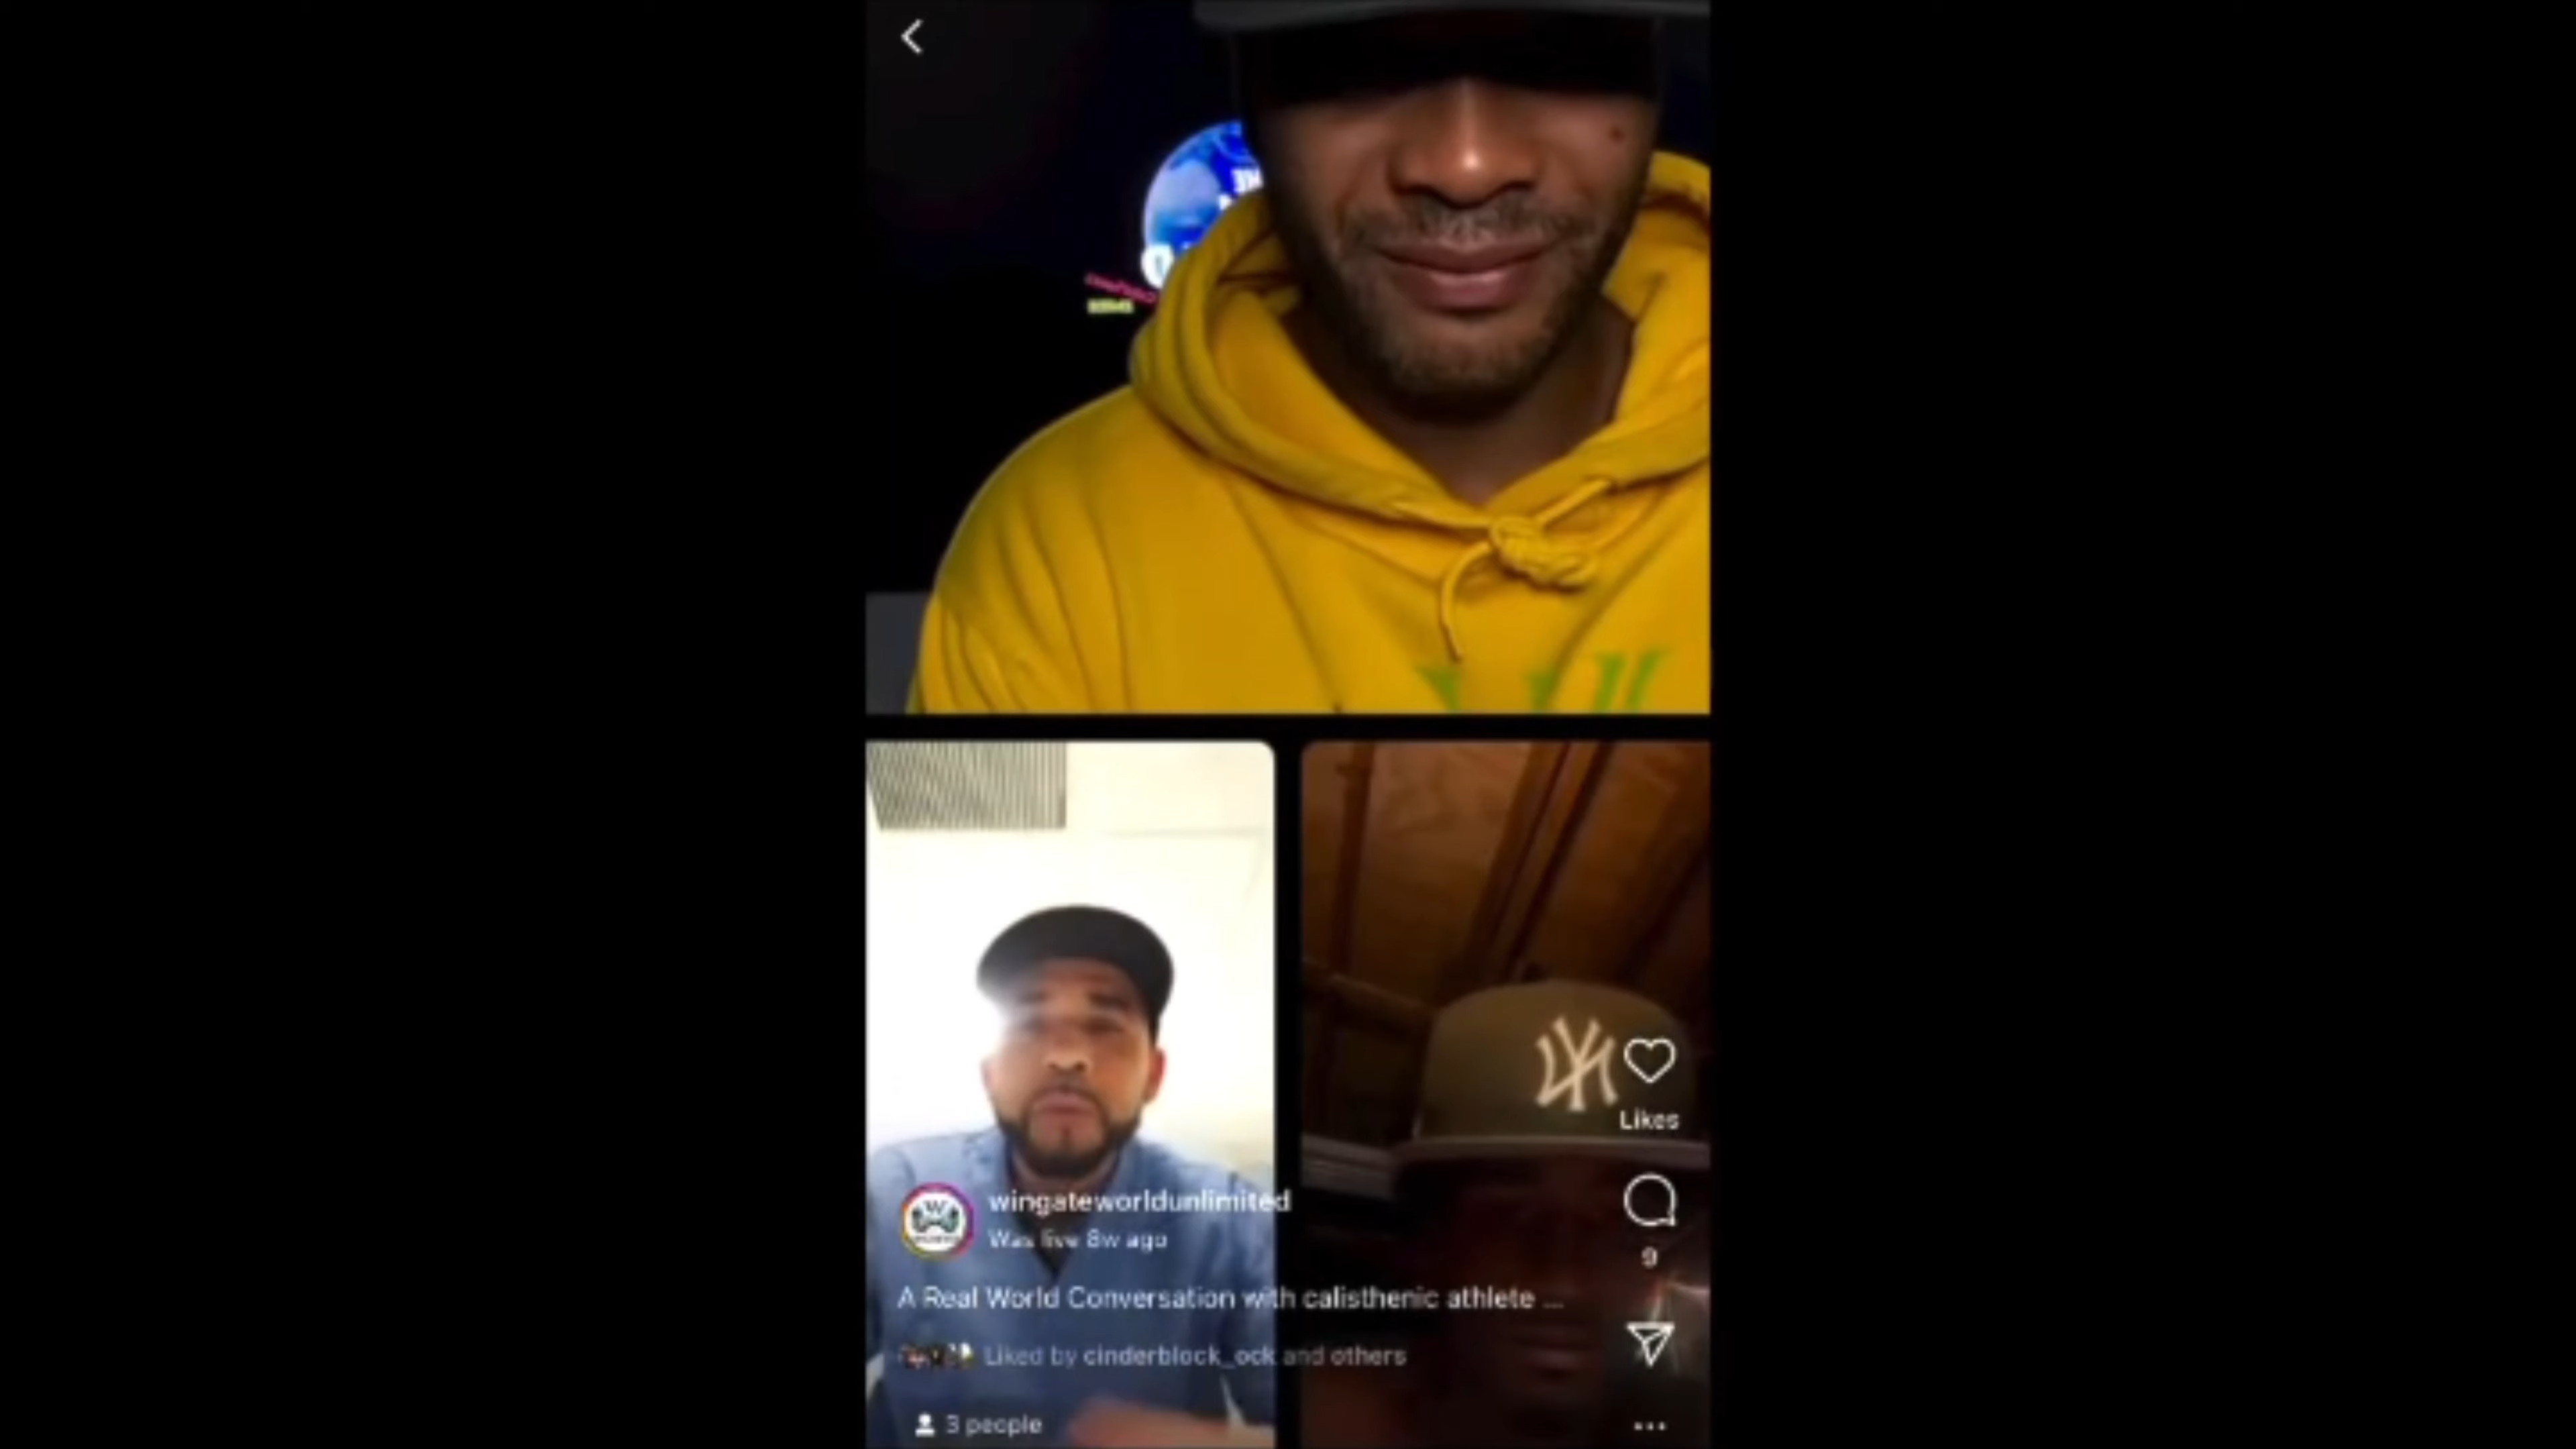 NY
Likes
wingateworldunlimited
Was live 8w ago
9
A Real World Conversation with calisthenic athlete ...
Liked by cinderblock_ock and others
3 people